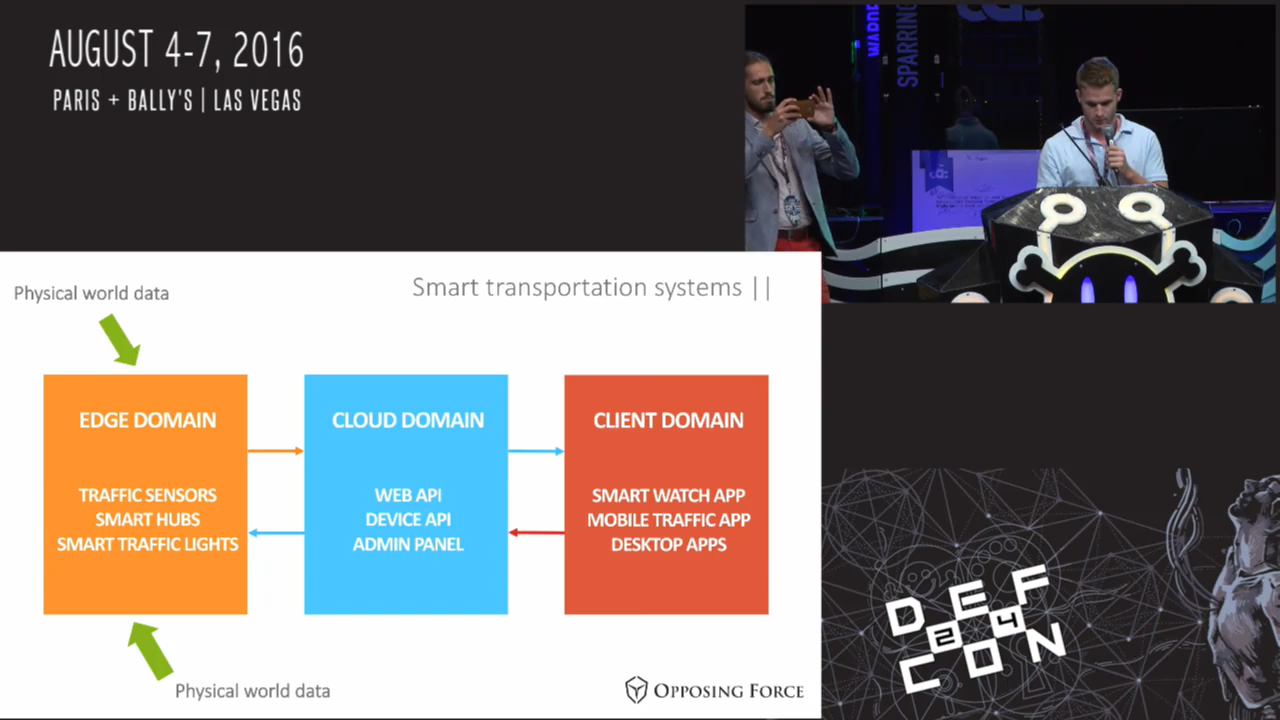 AUGUST 4-7, 2016
PARIS + BALLY'S | LAS VEGAS
SPARRING
Smart transportation systems ||
Physical world data
EDGE DOMAIN
TRAFFIC SENSORS
SMART HUBS
SMART TRAFFIC LIGHTS
CLOUD DOMAIN
WEB API
DEVICE API
ADMIN PANEL
CLIENT DOMAIN
SMART WATCH APP
MOBILE TRAFFIC APP
DESKTOP APPS
Physical world data
OPPOSING FORCE
DEF
24
CON